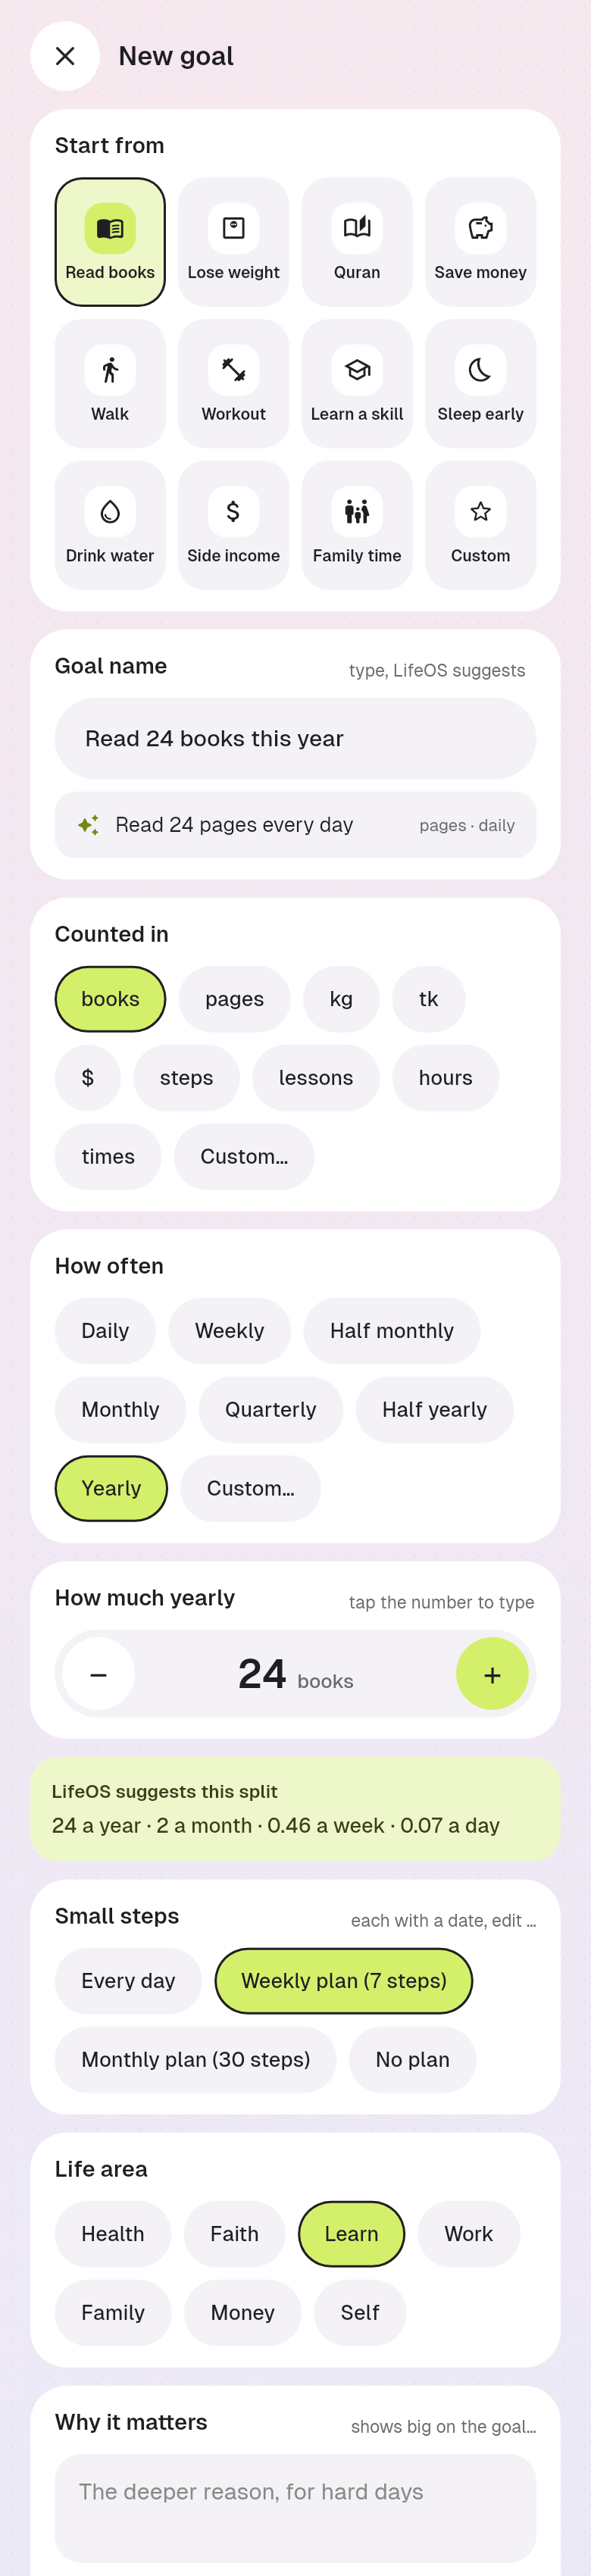 New goal
Start from
Read books
Lose weight
Quran
Save money
Walk
Workout
Learn a skill
Sleep early
Drink water
Side income
Family time
Custom
Goal name
type, LifeOS suggests
Read 24 books this year
Read 24 pages every day
pages · daily
Counted in
books
pages
kg
tk
$
steps
lessons
hours
times
Custom...
How often
Daily
Weekly
Half monthly
Monthly
Quarterly
Half yearly
Yearly
Custom...
How much yearly
tap the number to type
−
24 books
+
LifeOS suggests this split
24 a year · 2 a month · 0.46 a week · 0.07 a day
Small steps
each with a date, edit ...
Every day
Weekly plan (7 steps)
Monthly plan (30 steps)
No plan
Life area
Health
Faith
Learn
Work
Family
Money
Self
Why it matters
shows big on the goal...
The deeper reason, for hard days